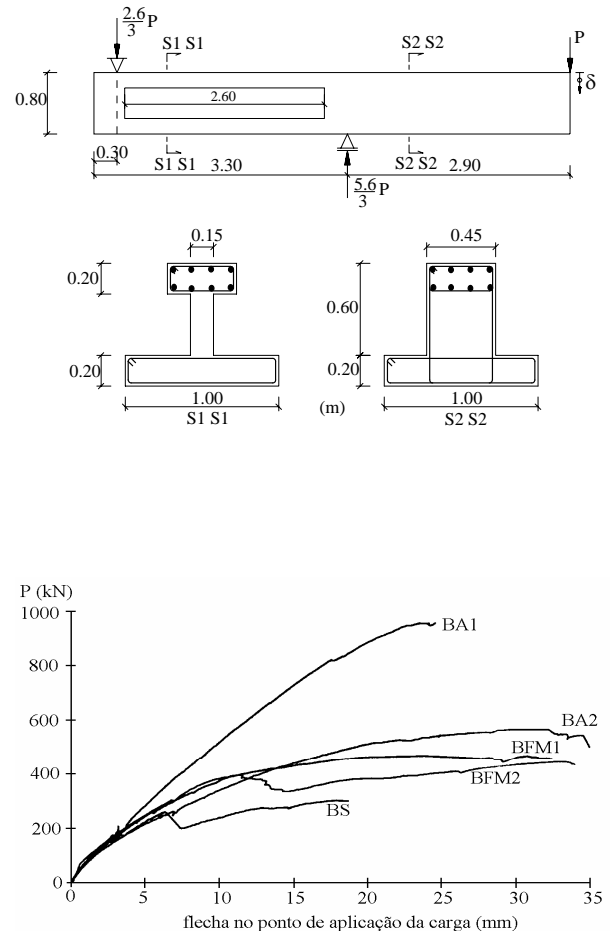 2.6/3 P
S1 S1
S2 S2
P
0.80
2.60
δ
0.30
S1 S1
3.30
S2 S2
2.90
5.6/3 P
0.15
0.45
0.20
0.60
0.20
0.20
1.00
(m)
1.00
S1 S1
S2 S2
P (kN)
1000
BA1
800
600
BA2
BFM1
400
BFM2
BS
200
0
0
5
10
15
20
25
30
35
flecha no ponto de aplicação da carga (mm)